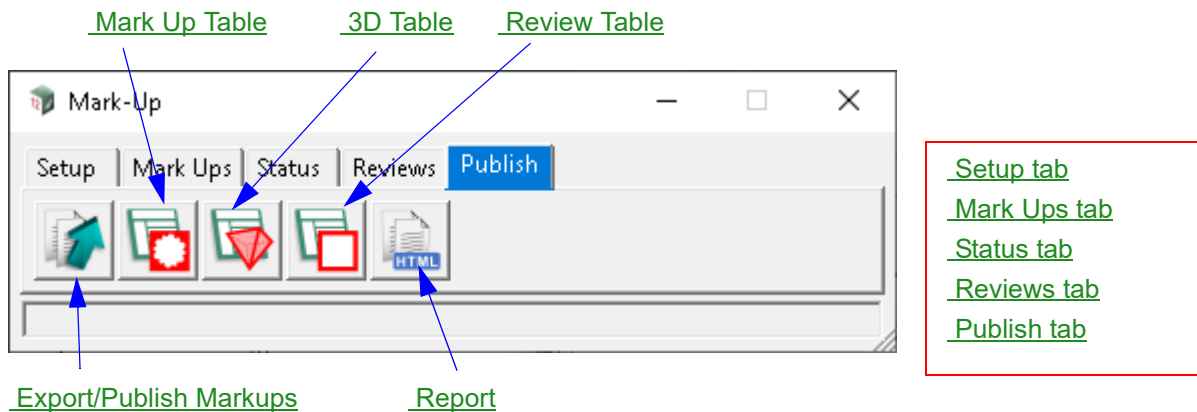 Mark Up Table 3D Table Review Table
Mark-Up
Setup Mark Ups Status Reviews Publish
HTML
Setup tab
Mark Ups tab
Status tab
Reviews tab
Publish tab
Export/Publish Markups Report